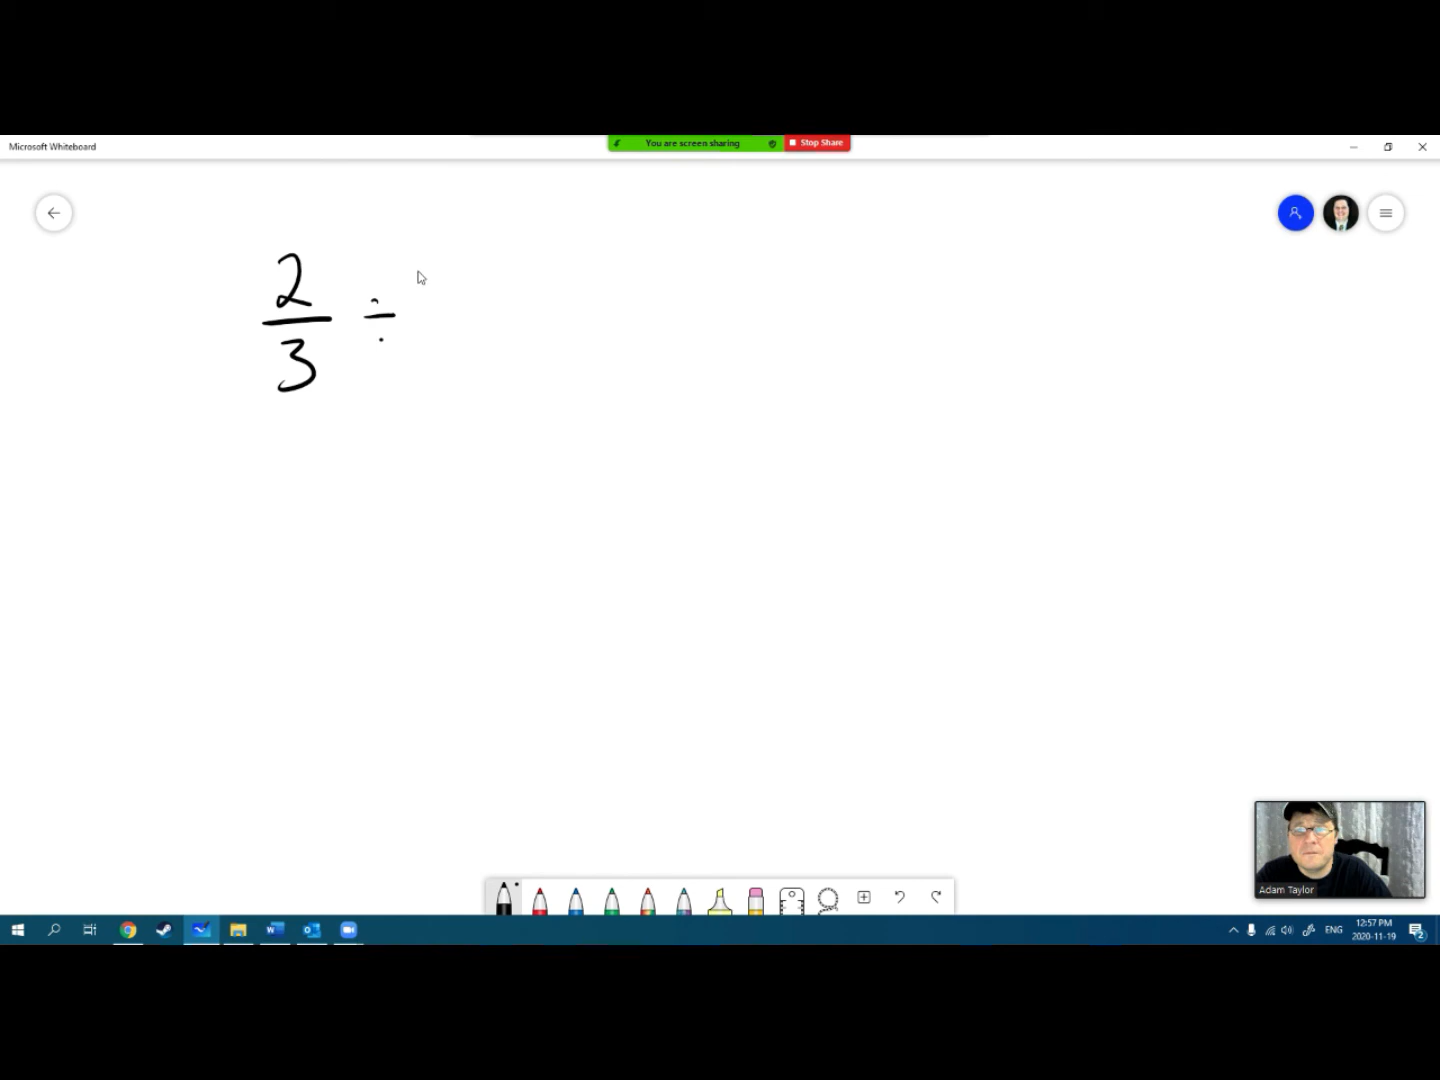 Microsoft Whiteboard
You are screen sharing
Stop Share
2
3
÷
Adam Taylor
ENG
12:57 PM
2020-11-19
2